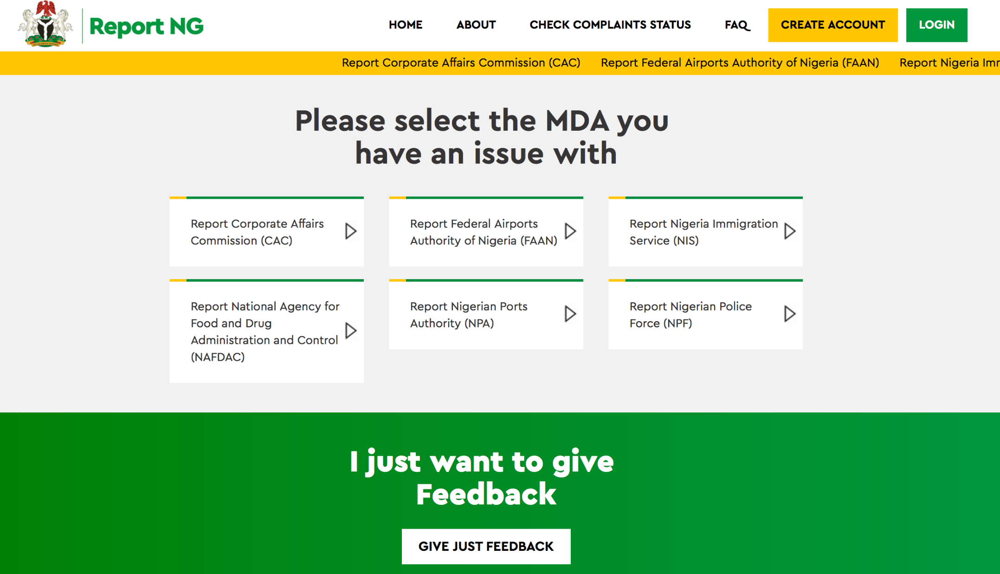 Report NG
HOME
ABOUT
CHECK COMPLAINTS STATUS
FAQ
CREATE ACCOUNT
LOGIN
Report Corporate Affairs Commission (CAC)
Report Federal Airports Authority of Nigeria (FAAN)
Report Nigeria
Please select the MDA you
have an issue with
Report Corporate Affairs
Commission (CAC)
Report Federal Airports
Authority of Nigeria (FAAN)
Report Nigeria Immigration
Service (NIS)
Report National Agency for
Food and Drug
Administration and Control
(NAFDAC)
Report Nigerian Ports
Authority (NPA)
Report Nigerian Police
Force (NPF)
I just want to give
Feedback
GIVE JUST FEEDBACK